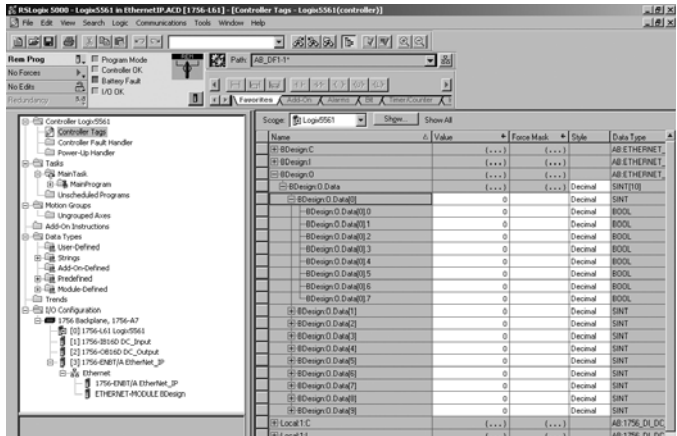 RSLogix 5000 - Logix5561 in EthernetIP.ACD [1756-L61] - [Controller Tags - Logix5561(controller)]
File Edit View Search Logic Communications Tools Window Help
Rem Prog
Program Mode
Path: AB_DF1-1*
No Forces
Controller OK
Battery Fault
No Edits
I/O OK
Redundancy
Favorites Add-On Alarms Bit Timer/Counter
Controller Logix5561
Controller Tags
Controller Fault Handler
Power-Up Handler
Tasks
MainTask
MainProgram
Unscheduled Programs
Motion Groups
Ungrouped Axes
Add-On Instructions
Data Types
User-Defined
Strings
Add-On-Defined
Predefined
Module-Defined
Trends
I/O Configuration
1756 Backplane, 1756-A7
[0] 1756-L61 Logix5561
[1] 1756-IB16D DC_Input
[2] 1756-OB16D DC_Output
[3] 1756-ENBT/A EtherNet_IP
Ethernet
1756-ENBT/A EtherNet_IP
ETHERNET-MODULE BDesign
Scope: Logix5561 Show... Show All
Name Value Force Mask Style Data Type
BDesign:C {...} {...} AB:ETHERNET_
BDesign:I {...} {...} AB:ETHERNET_
BDesign:O {...} {...} AB:ETHERNET_
BDesign:O.Data {...} {...} Decimal SINT[10]
BDesign:O.Data[0] 0 Decimal SINT
BDesign:O.Data[0].0 0 Decimal BOOL
BDesign:O.Data[0].1 0 Decimal BOOL
BDesign:O.Data[0].2 0 Decimal BOOL
BDesign:O.Data[0].3 0 Decimal BOOL
BDesign:O.Data[0].4 0 Decimal BOOL
BDesign:O.Data[0].5 0 Decimal BOOL
BDesign:O.Data[0].6 0 Decimal BOOL
BDesign:O.Data[0].7 0 Decimal BOOL
BDesign:O.Data[1] 0 Decimal SINT
BDesign:O.Data[2] 0 Decimal SINT
BDesign:O.Data[3] 0 Decimal SINT
BDesign:O.Data[4] 0 Decimal SINT
BDesign:O.Data[5] 0 Decimal SINT
BDesign:O.Data[6] 0 Decimal SINT
BDesign:O.Data[7] 0 Decimal SINT
BDesign:O.Data[8] 0 Decimal SINT
BDesign:O.Data[9] 0 Decimal SINT
Local:1:C {...} {...} AB:1756_DI_DC